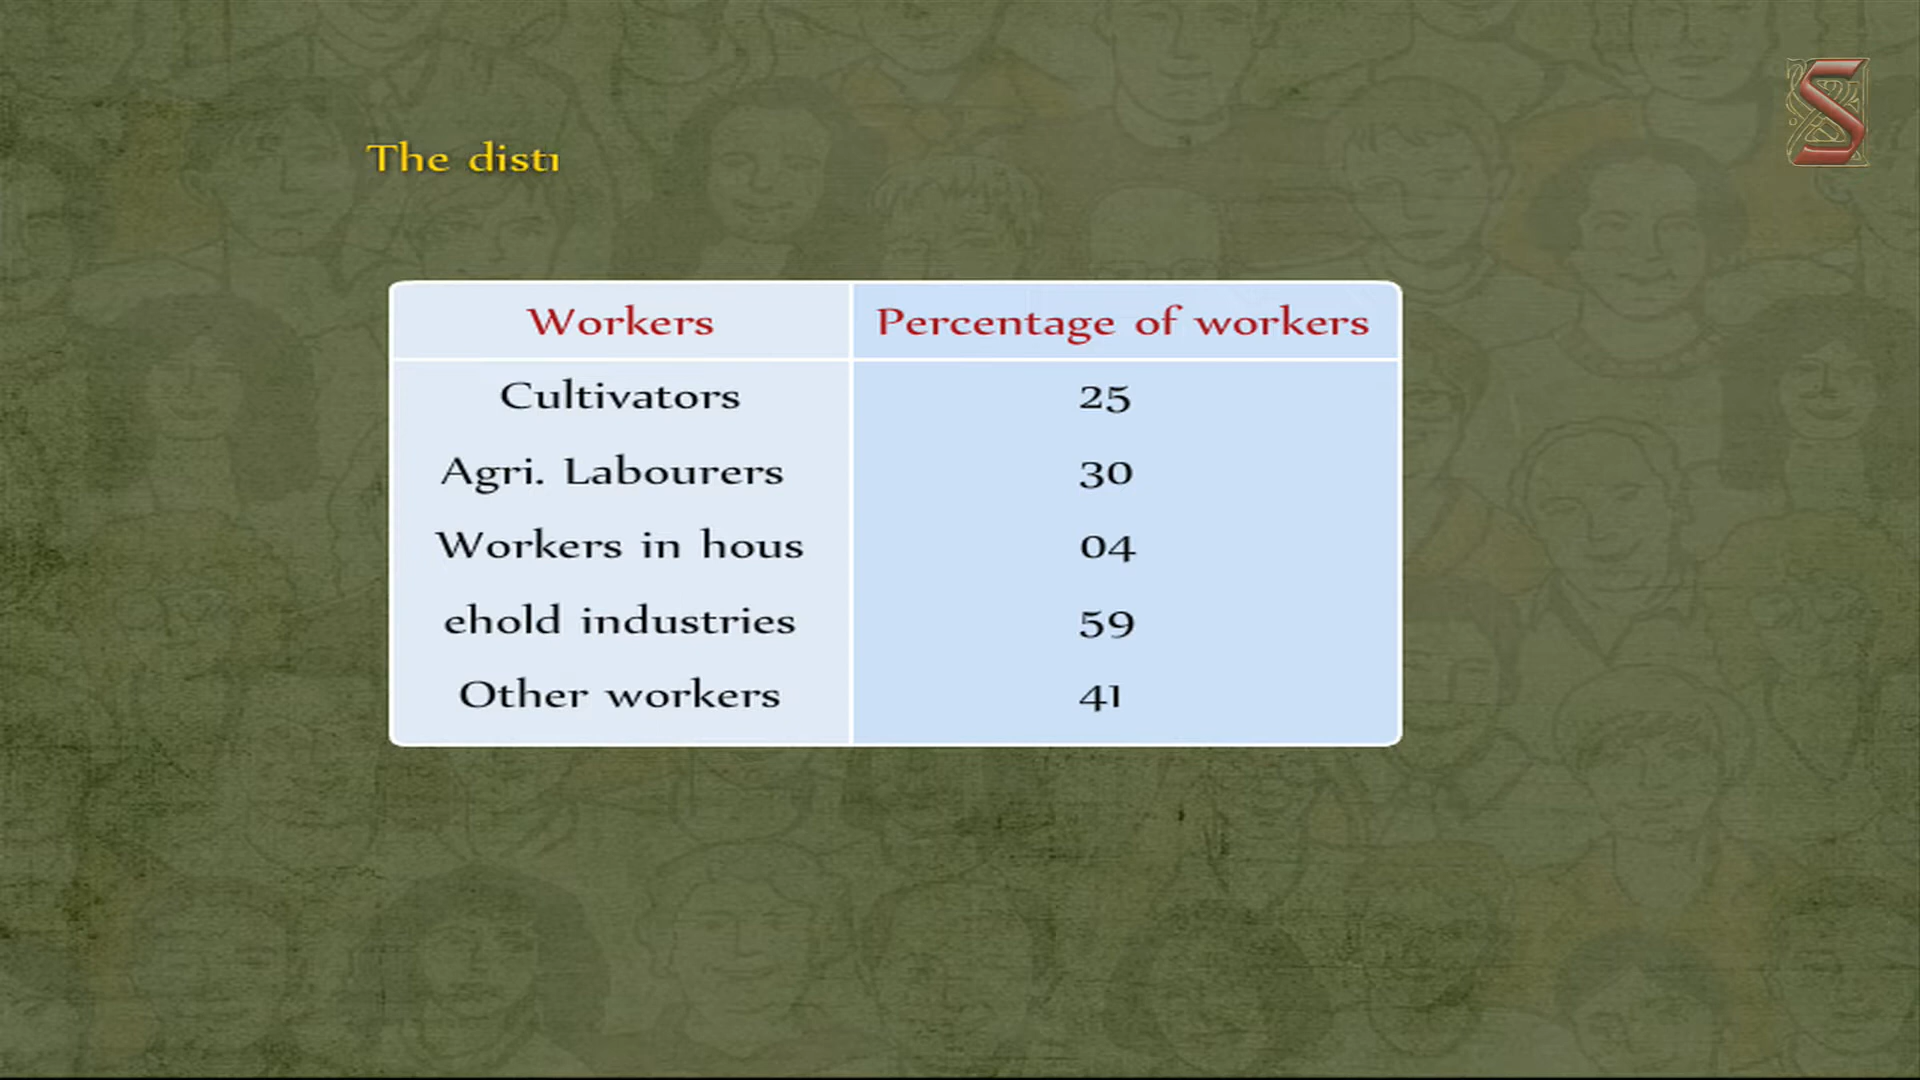 The dist
Workers Percentage of workers
Cultivators 25
Agri. Labourers 30
Workers in hous 04
ehold industries 59
Other workers 41
S